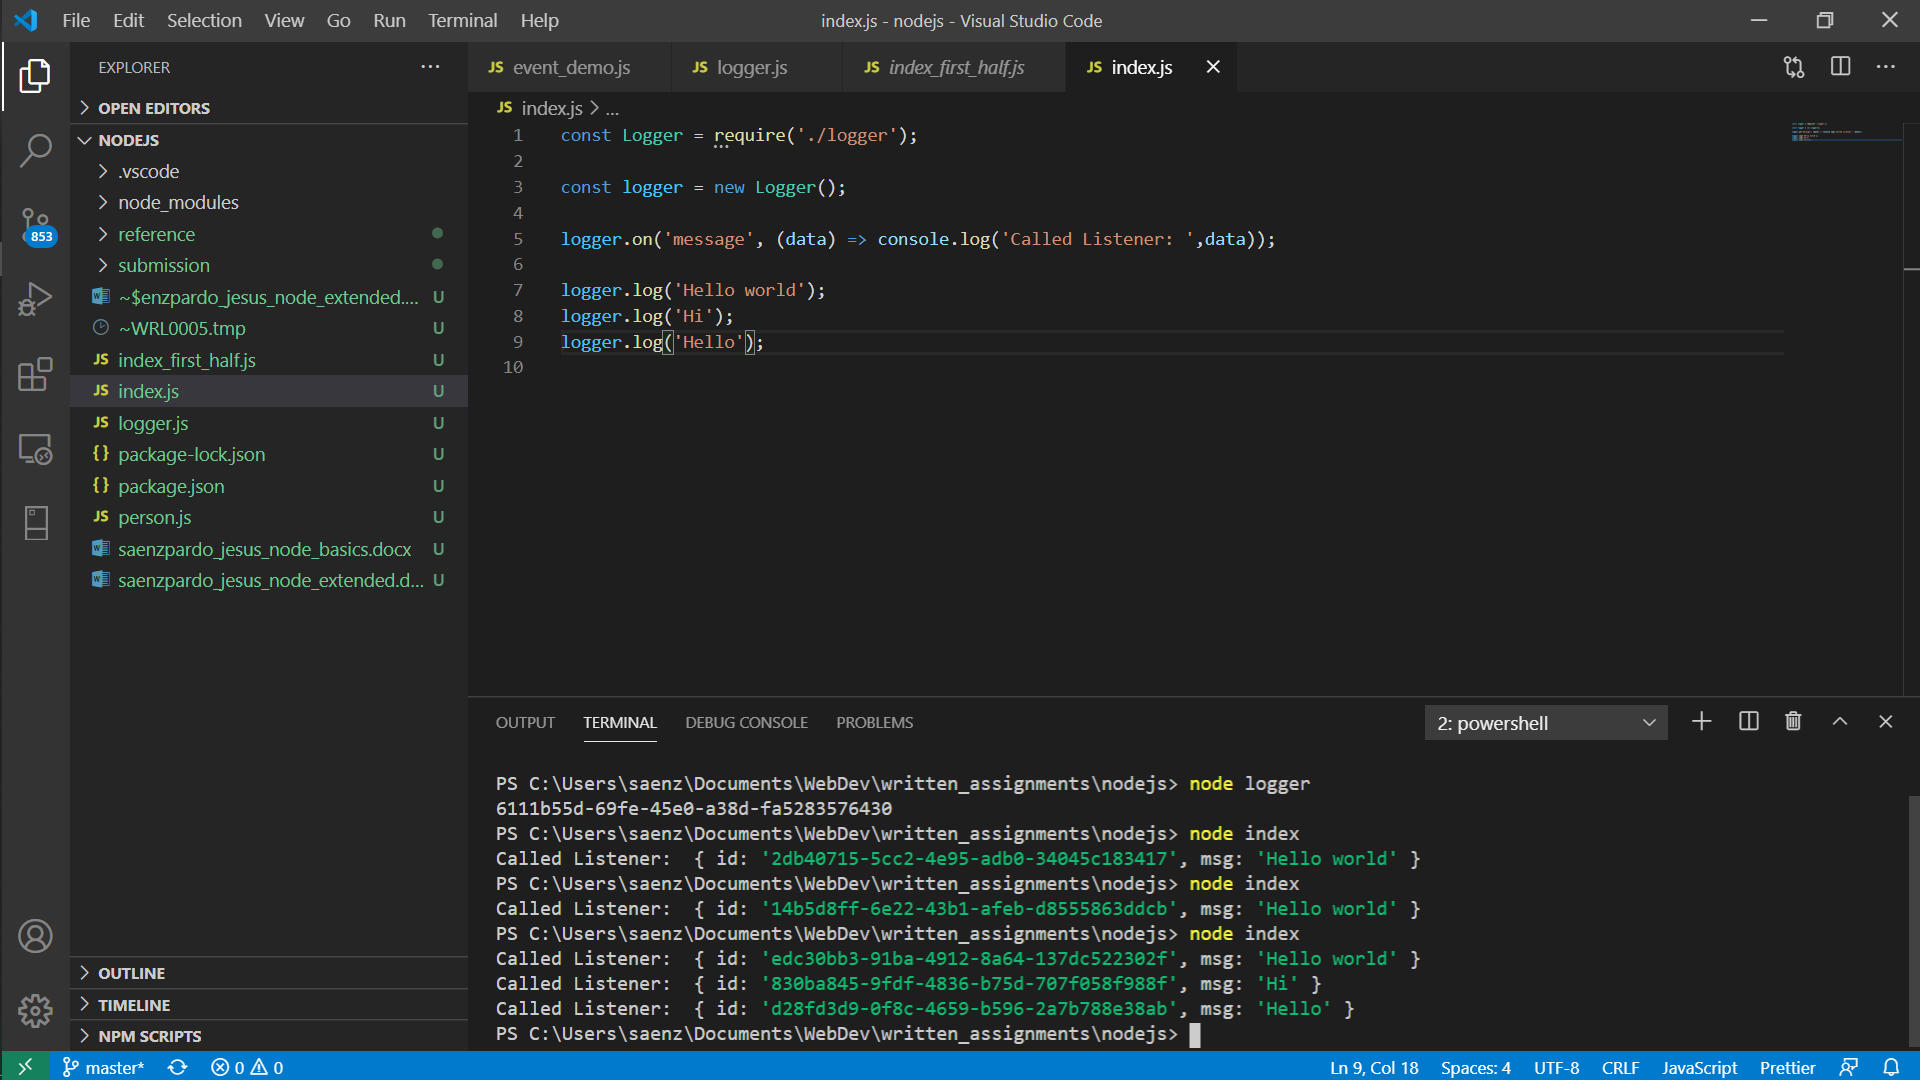 File Edit Selection View Go Run Terminal Help
index.js - nodejs - Visual Studio Code
EXPLORER
OPEN EDITORS
NODEJS
.vscode
node_modules
reference
submission
~$enzpardo_jesus_node_extended.... U
~WRL0005.tmp U
JS index_first_half.js U
JS index.js U
JS logger.js U
{} package-lock.json U
{} package.json U
JS person.js U
saenzpardo_jesus_node_basics.docx U
saenzpardo_jesus_node_extended.d... U
OUTLINE
TIMELINE
NPM SCRIPTS
853
JS event_demo.js JS logger.js JS index_first_half.js JS index.js
JS index.js > ...
1 const Logger = require('./logger');
2
3 const logger = new Logger();
4
5 logger.on('message', (data) => console.log('Called Listener: ',data));
6
7 logger.log('Hello world');
8 logger.log('Hi');
9 logger.log('Hello');
10
OUTPUT TERMINAL DEBUG CONSOLE PROBLEMS
2: powershell
PS C:\Users\saenz\Documents\WebDev\written_assignments\nodejs> node logger
6111b55d-69fe-45e0-a38d-fa5283576430
PS C:\Users\saenz\Documents\WebDev\written_assignments\nodejs> node index
Called Listener:  { id: '2db40715-5cc2-4e95-adb0-34045c183417', msg: 'Hello world' }
PS C:\Users\saenz\Documents\WebDev\written_assignments\nodejs> node index
Called Listener:  { id: '14b5d8ff-6e22-43b1-afeb-d8555863ddcb', msg: 'Hello world' }
PS C:\Users\saenz\Documents\WebDev\written_assignments\nodejs> node index
Called Listener:  { id: 'edc30bb3-91ba-4912-8a64-137dc522302f', msg: 'Hello world' }
Called Listener:  { id: '830ba845-9fdf-4836-b75d-707f058f988f', msg: 'Hi' }
Called Listener:  { id: 'd28fd3d9-0f8c-4659-b596-2a7b788e38ab', msg: 'Hello' }
PS C:\Users\saenz\Documents\WebDev\written_assignments\nodejs>
master* 0 0
Ln 9, Col 18 Spaces: 4 UTF-8 CRLF JavaScript Prettier